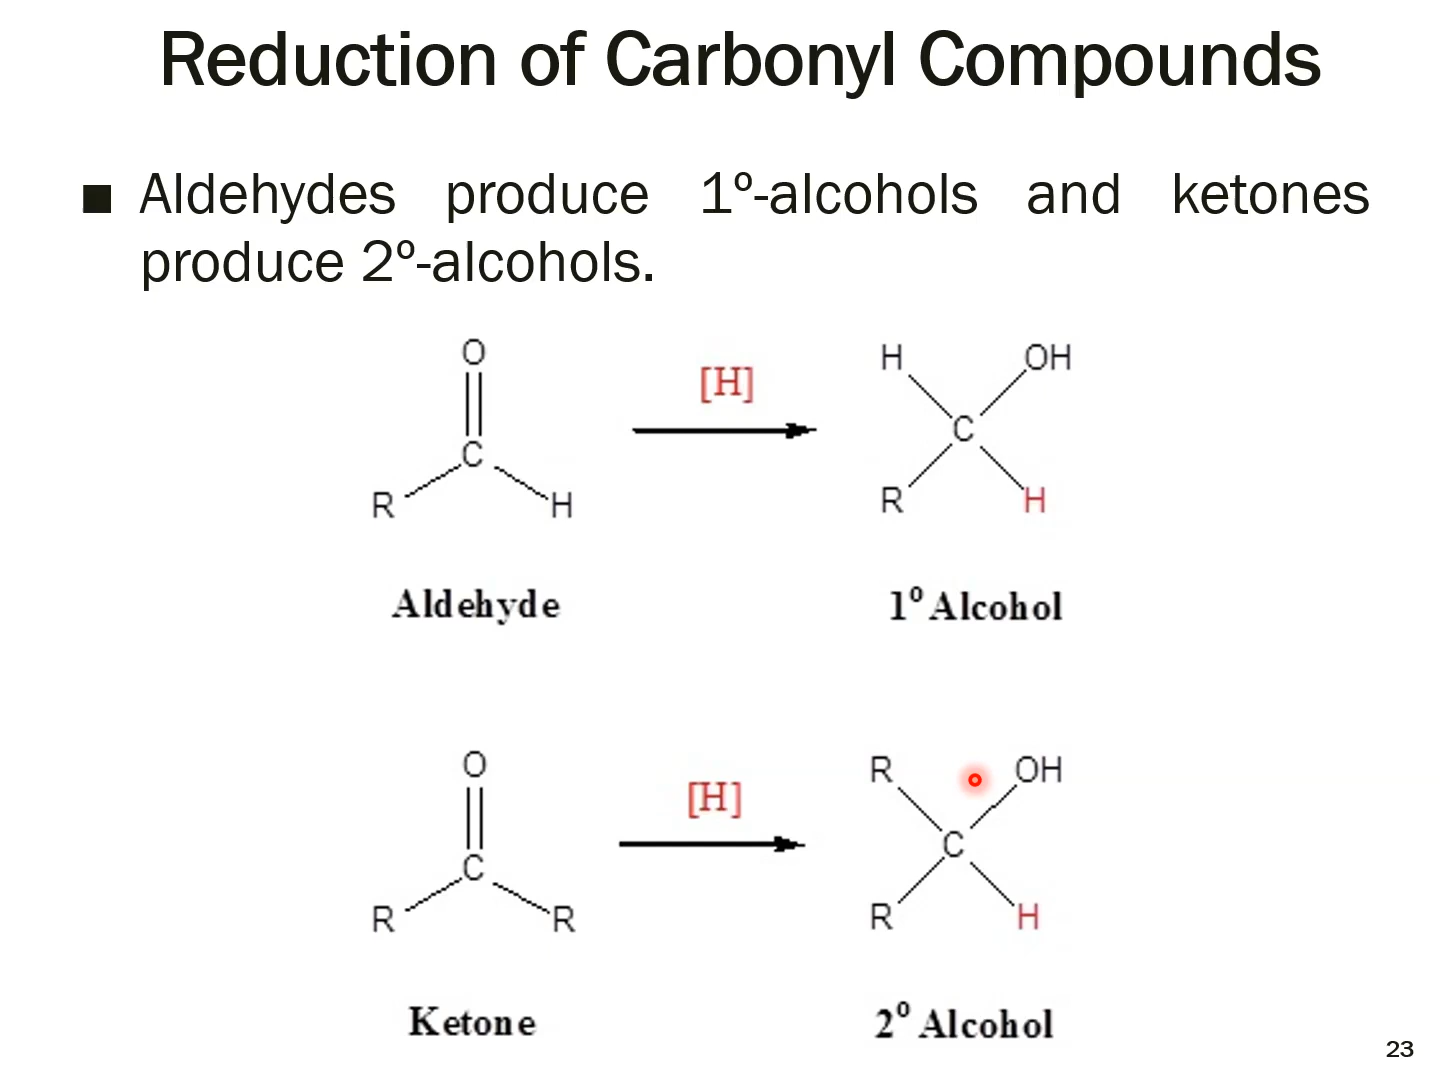 Reduction of Carbonyl Compounds
■ Aldehydes produce 1º-alcohols and ketones
produce 2º-alcohols.
O
C
R H
[H]
H OH
C
R H
Aldehyde
1º Alcohol
O
C
R R
[H]
R OH
C
R H
Ketone
2º Alcohol
23